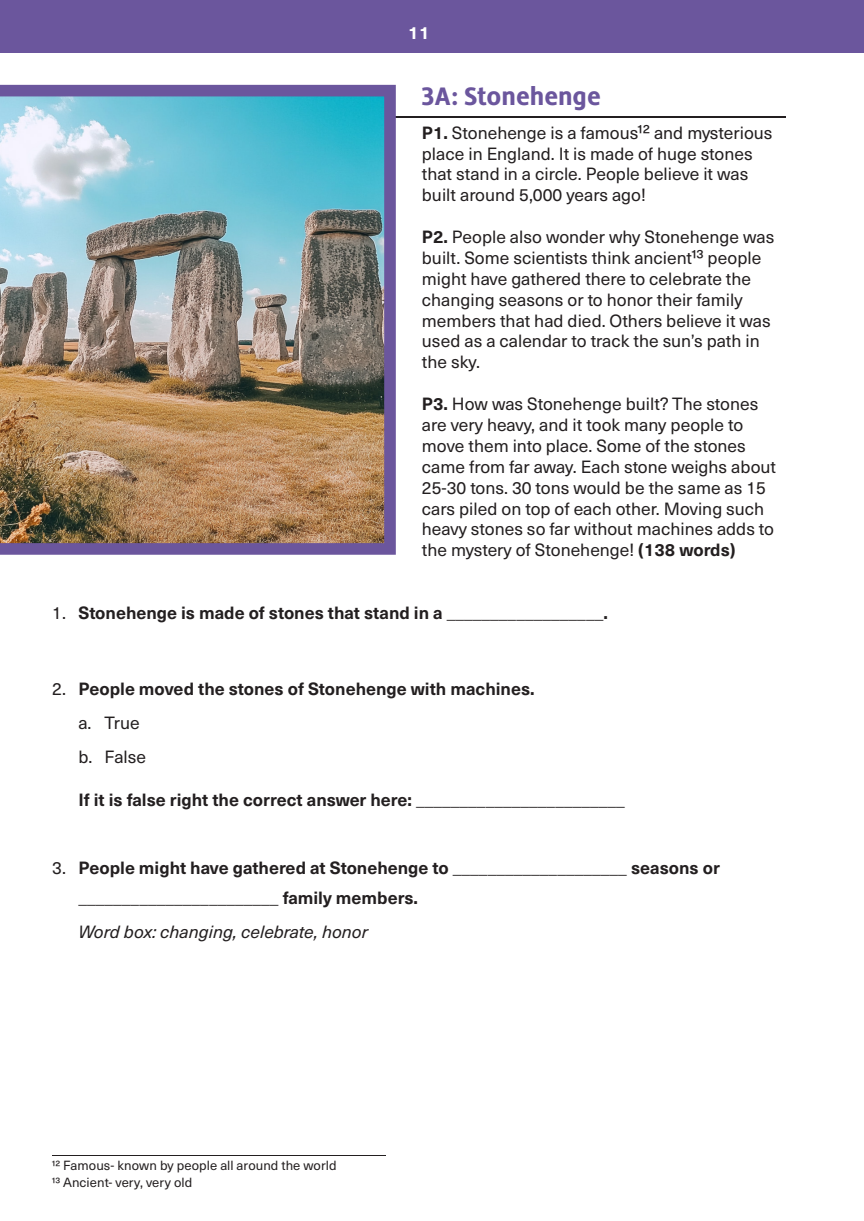 11
3A: Stonehenge
P1. Stonehenge is a famous¹² and mysterious
place in England. It is made of huge stones
that stand in a circle. People believe it was
built around 5,000 years ago!
P2. People also wonder why Stonehenge was
built. Some scientists think ancient¹³ people
might have gathered there to celebrate the
changing seasons or to honor their family
members that had died. Others believe it was
used as a calendar to track the sun’s path in
the sky.
P3. How was Stonehenge built? The stones
are very heavy, and it took many people to
move them into place. Some of the stones
came from far away. Each stone weighs about
25-30 tons. 30 tons would be the same as 15
cars piled on top of each other. Moving such
heavy stones so far without machines adds to
the mystery of Stonehenge! (138 words)
1. Stonehenge is made of stones that stand in a __________________.
2. People moved the stones of Stonehenge with machines.
a. True
b. False
If it is false right the correct answer here: ________________________
3. People might have gathered at Stonehenge to ____________________ seasons or
_______________________ family members.
Word box: changing, celebrate, honor
¹² Famous- known by people all around the world
¹³ Ancient- very, very old